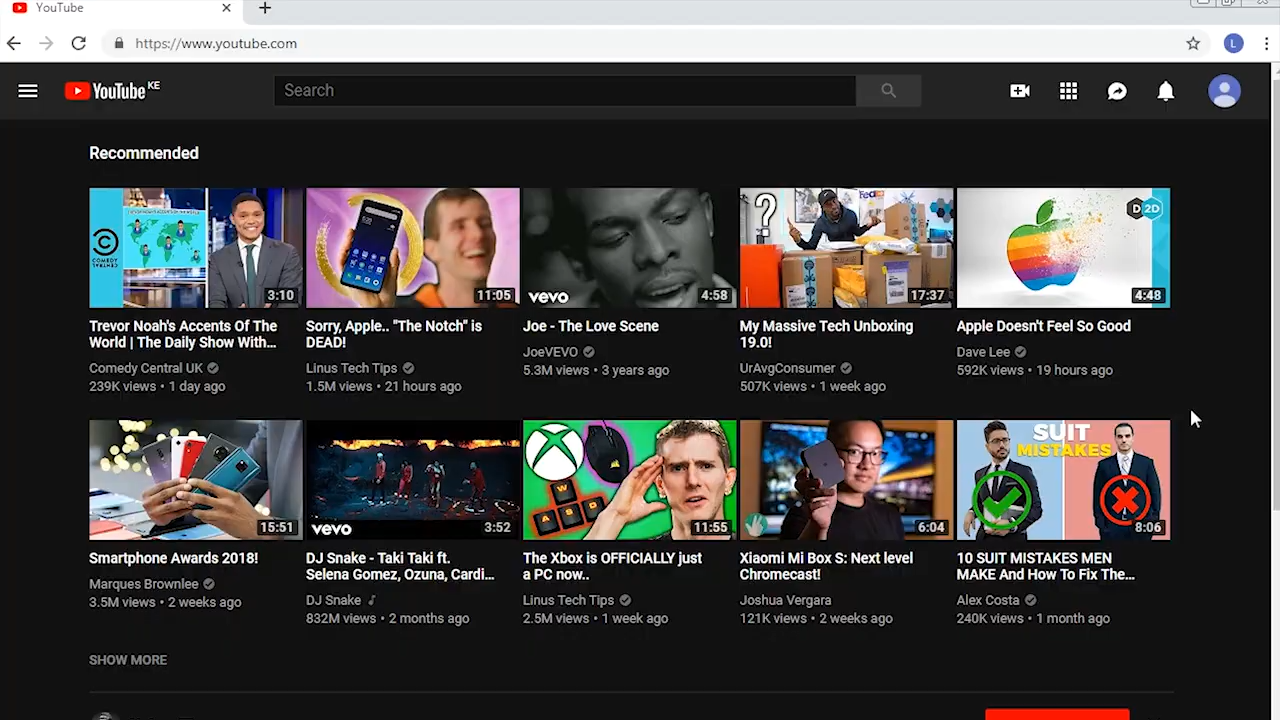 YouTube
https://www.youtube.com
L
YouTube KE
Search
Recommended
COMEDY CENTRAL
3:10
11:05
vevo
4:58
?
FedEx
17:37
D 2D
4:48
Trevor Noah's Accents Of The
World | The Daily Show With...
Comedy Central UK
239K views • 1 day ago
Sorry, Apple.. "The Notch" is
DEAD!
Linus Tech Tips
1.5M views • 21 hours ago
Joe - The Love Scene
JoeVEVO
5.3M views • 3 years ago
My Massive Tech Unboxing
19.0!
UrAvgConsumer
507K views • 1 week ago
Apple Doesn't Feel So Good
Dave Lee
592K views • 19 hours ago
15:51
vevo
3:52
W
A S D
11:55
6:04
SUIT
MISTAKES
8:06
Smartphone Awards 2018!
Marques Brownlee
3.5M views • 2 weeks ago
DJ Snake - Taki Taki ft.
Selena Gomez, Ozuna, Cardi...
DJ Snake
832M views • 2 months ago
The Xbox is OFFICIALLY just
a PC now..
Linus Tech Tips
2.5M views • 1 week ago
Xiaomi Mi Box S: Next level
Chromecast!
Joshua Vergara
121K views • 2 weeks ago
10 SUIT MISTAKES MEN
MAKE And How To Fix The...
Alex Costa
240K views • 1 month ago
SHOW MORE